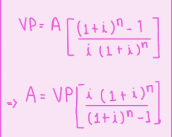 VP = A [ (1+i)^n - 1 / i (1+i)^n ]
=> A = VP [ i (1+i)^n / (1+i)^n - 1 ]